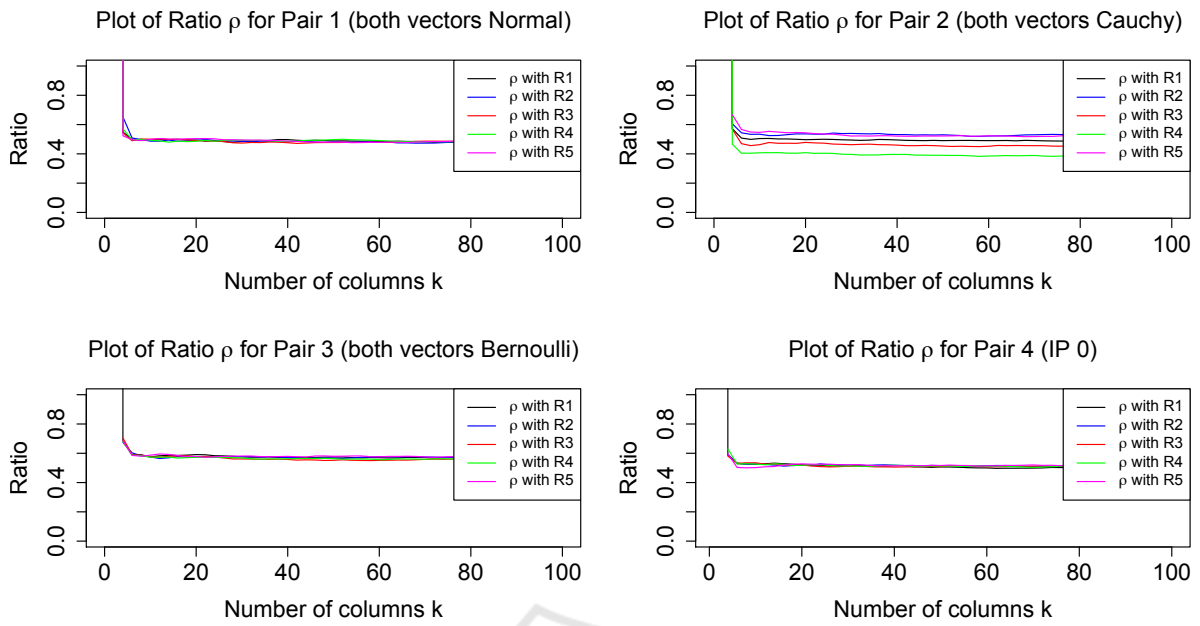 Plot of Ratio ρ for Pair 1 (both vectors Normal)
Ratio
0.8
0.4
0.0
ρ with R1
ρ with R2
ρ with R3
ρ with R4
ρ with R5
0 20 40 60 80 100
Number of columns k
Plot of Ratio ρ for Pair 2 (both vectors Cauchy)
Ratio
0.8
0.4
0.0
ρ with R1
ρ with R2
ρ with R3
ρ with R4
ρ with R5
0 20 40 60 80 100
Number of columns k
Plot of Ratio ρ for Pair 3 (both vectors Bernoulli)
Ratio
0.8
0.4
0.0
ρ with R1
ρ with R2
ρ with R3
ρ with R4
ρ with R5
0 20 40 60 80 100
Number of columns k
Plot of Ratio ρ for Pair 4 (IP 0)
Ratio
0.8
0.4
0.0
ρ with R1
ρ with R2
ρ with R3
ρ with R4
ρ with R5
0 20 40 60 80 100
Number of columns k